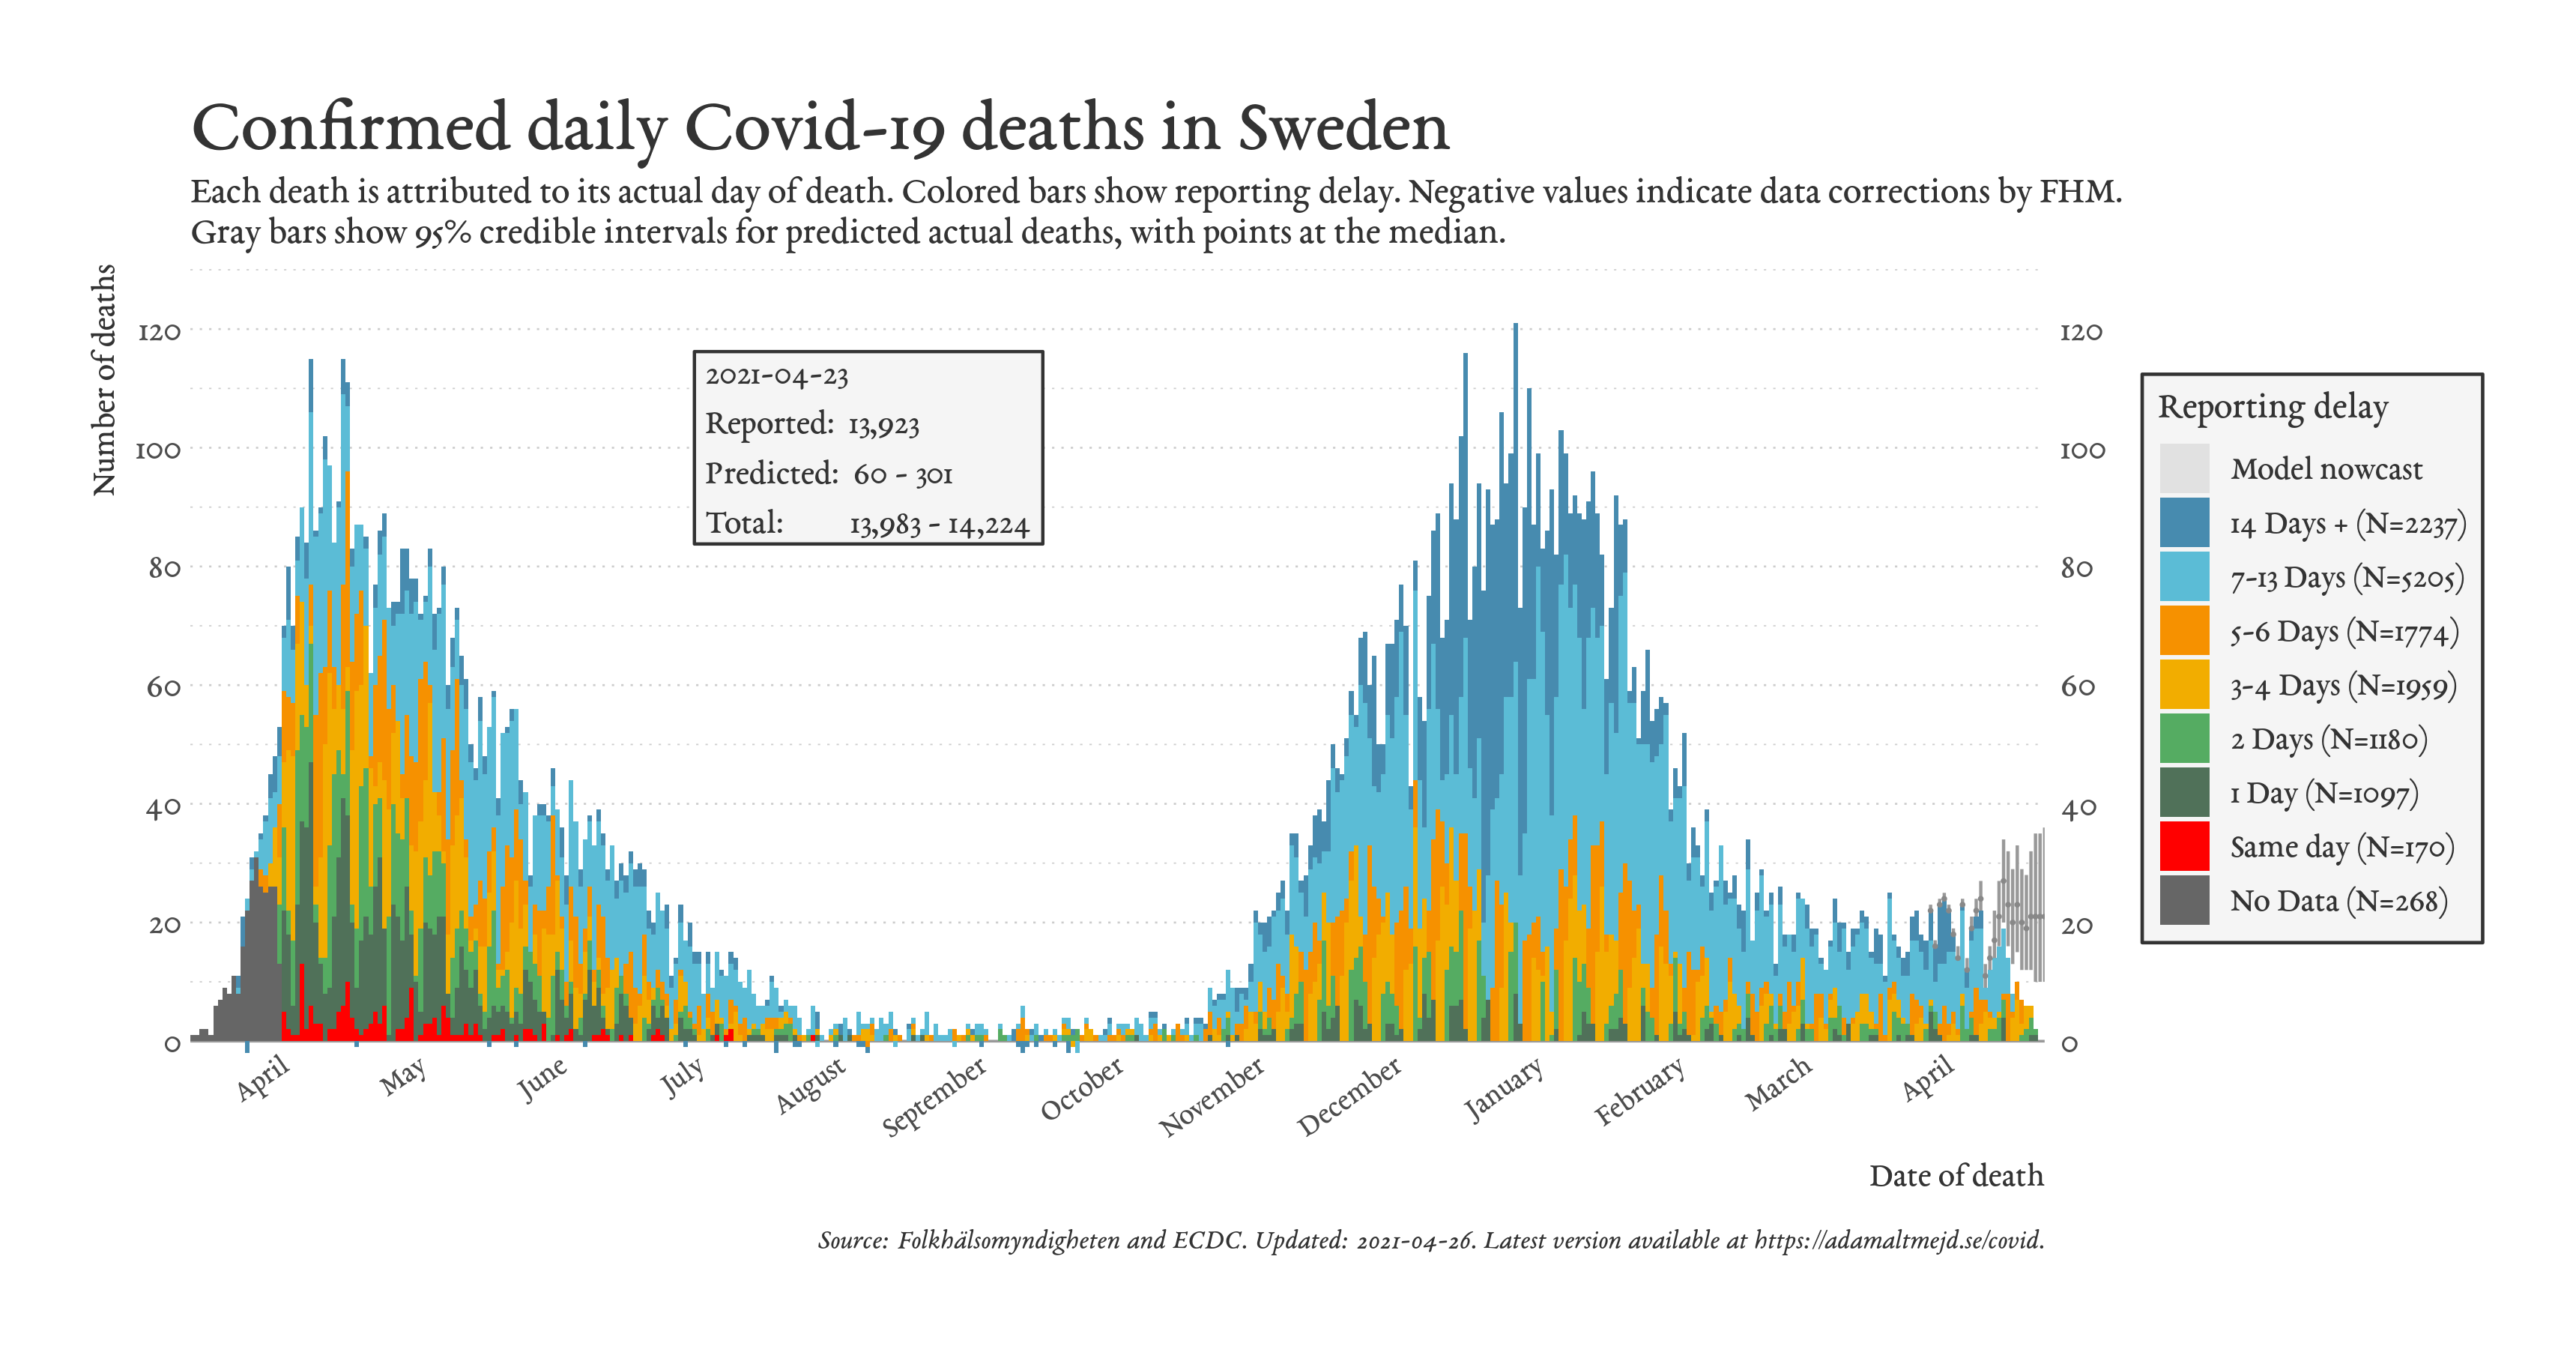 Confirmed daily Covid-19 deaths in Sweden
Each death is attributed to its actual day of death. Colored bars show reporting delay. Negative values indicate data corrections by FHM.
Gray bars show 95% credible intervals for predicted actual deaths, with points at the median.
Number of deaths
120
100
80
60
40
20
0
2021-04-23
Reported: 13,923
Predicted: 60 - 301
Total: 13,983 - 14,224
120
100
80
60
40
20
0
Reporting delay
Model nowcast
14 Days + (N=2237)
7-13 Days (N=5205)
5-6 Days (N=1774)
3-4 Days (N=1959)
2 Days (N=1180)
1 Day (N=1097)
Same day (N=170)
No Data (N=268)
April
May
June
July
August
September
October
November
December
January
February
March
April
Date of death
Source: Folkhälsomyndigheten and ECDC. Updated: 2021-04-26. Latest version available at https://adamaltmejd.se/covid.